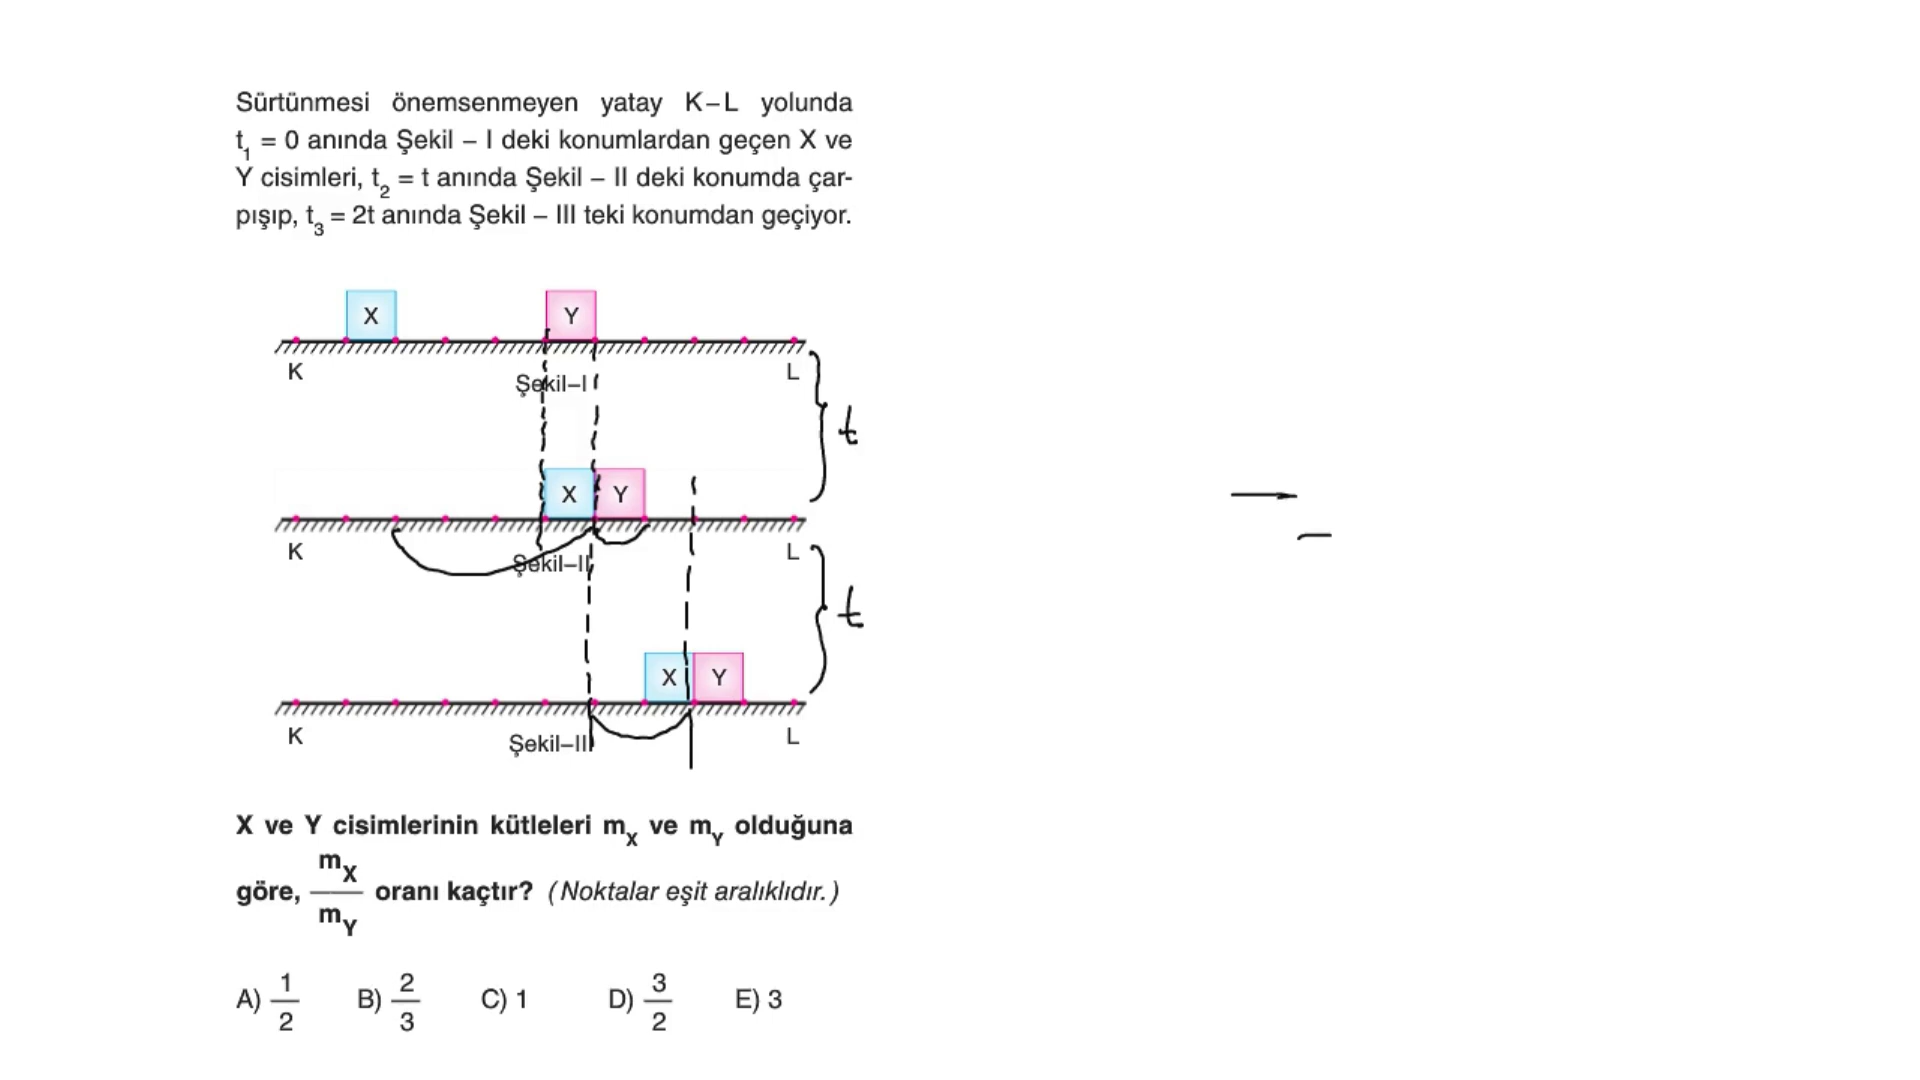 Sürtünmesi önemsenmeyen yatay K–L yolunda
t₁ = 0 anında Şekil – I deki konumlardan geçen X ve
Y cisimleri, t₂ = t anında Şekil – II deki konumda çar-
pışıp, t₃ = 2t anında Şekil – III teki konumdan geçiyor.
X Y
K L
Şekil–I
t
X Y
K L
Şekil–II
t
X Y
K L
Şekil–III
X ve Y cisimlerinin kütleleri mX ve mY olduğuna
göre, mX/mY oranı kaçtır? (Noktalar eşit aralıklıdır.)
A) 1/2 B) 2/3 C) 1 D) 3/2 E) 3